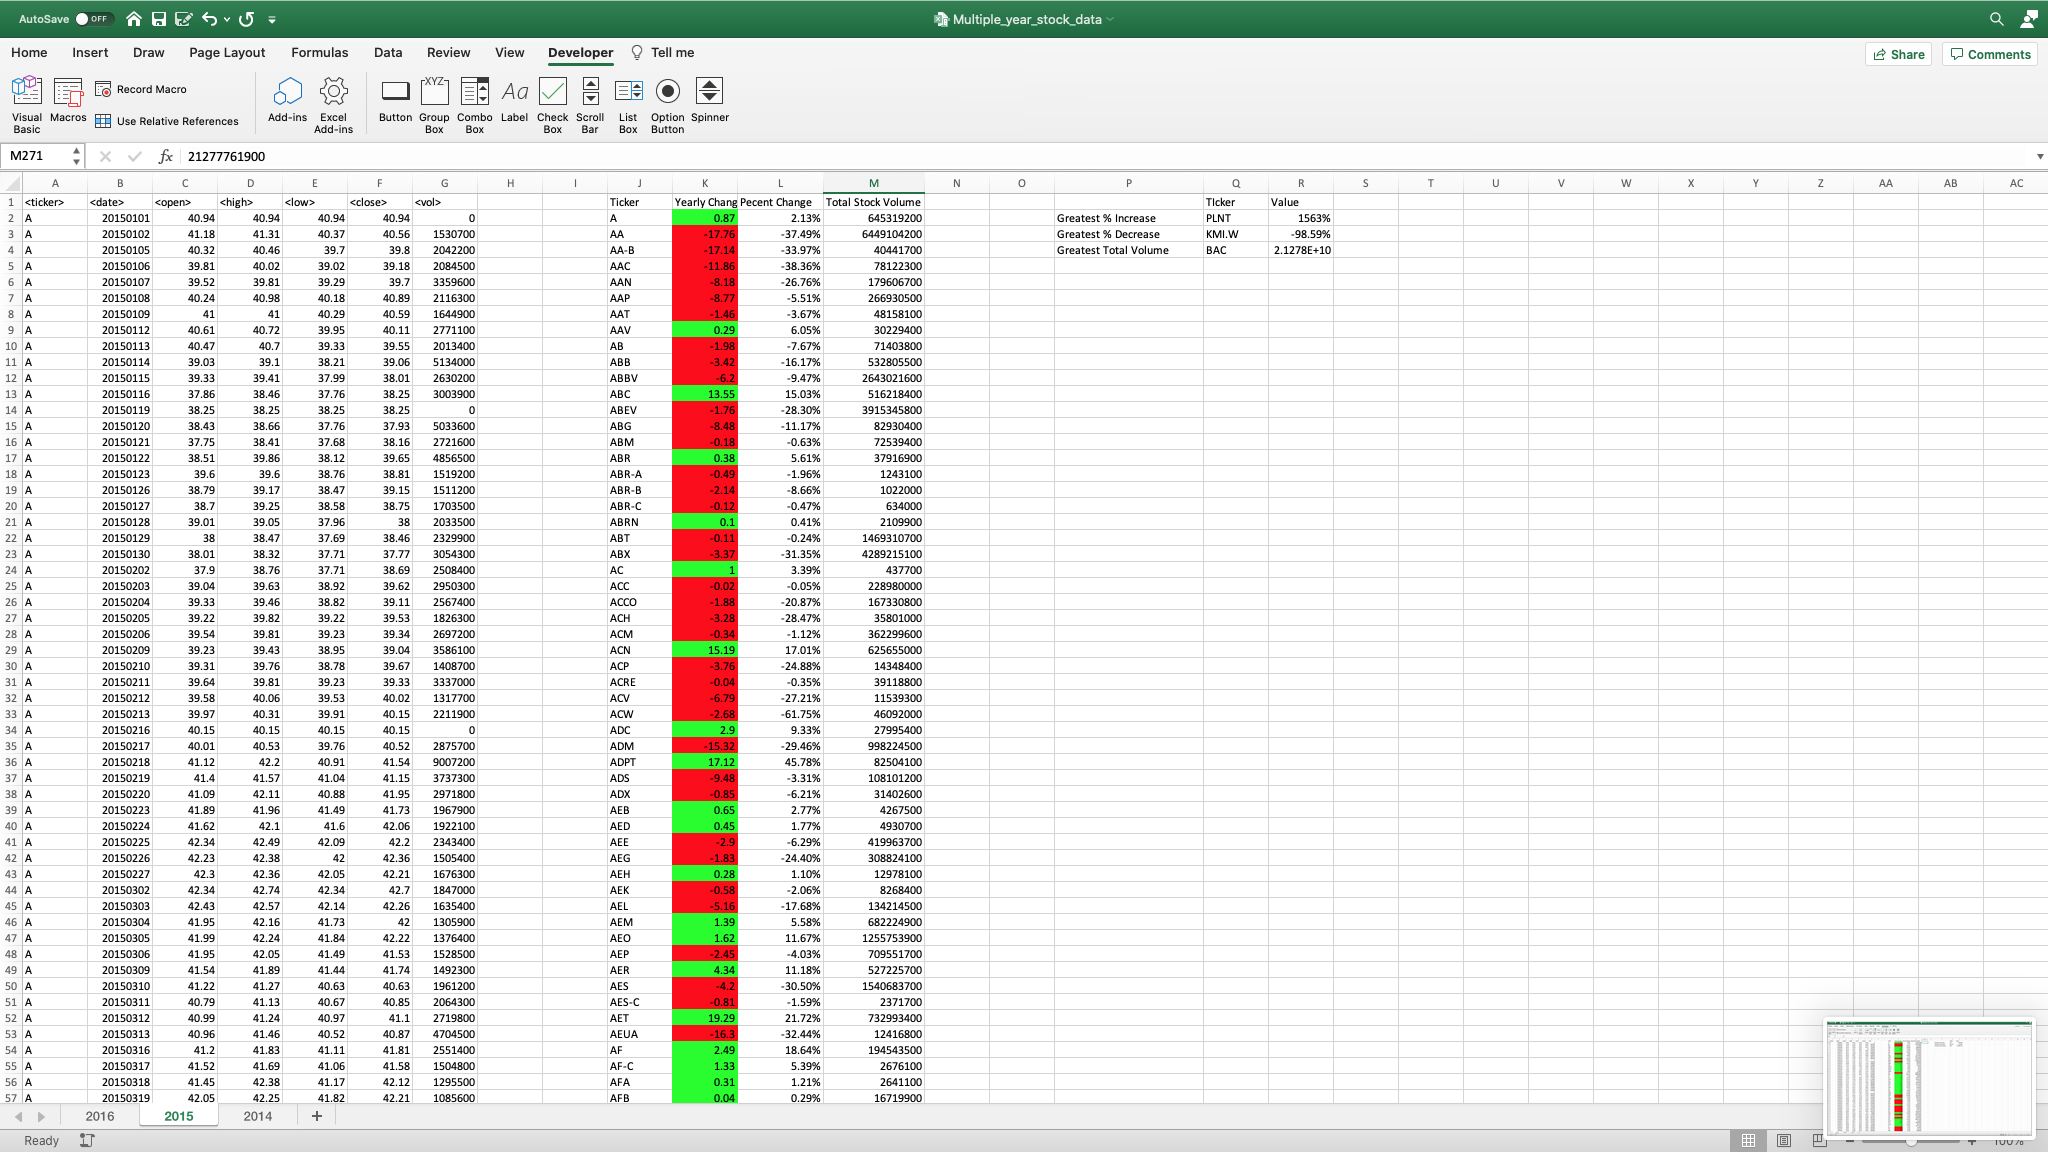 AutoSave OFF Multiple_year_stock_data
Home Insert Draw Page Layout Formulas Data Review View Developer Tell me Share Comments
Visual Basic Macros Record Macro Use Relative References Add-ins Excel Add-ins Button Group Box Combo Box Label Check Box Scroll Bar List Box Option Button Spinner
XYZ Aa
M271 fx 21277761900
A B C D E F G H I J K L M N O P Q R S T U V W X Y Z AA AB AC
1 <ticker> <date> <open> <high> <low> <close> <vol> Ticker Yearly Chang Pecent Change Total Stock Volume TIcker Value
2 A 20150101 40.94 40.94 40.94 40.94 0 A 0.87 2.13% 645319200 Greatest % Increase PLNT 1563%
3 A 20150102 41.18 41.31 40.37 40.56 1530700 AA -17.76 -37.49% 6449104200 Greatest % Decrease KMI.W -98.59%
4 A 20150105 40.32 40.46 39.7 39.8 2042200 AA-B -17.14 -33.97% 40441700 Greatest Total Volume BAC 2.1278E+10
5 A 20150106 39.81 40.02 39.02 39.18 2084500 AAC -11.86 -38.36% 78122300
6 A 20150107 39.52 39.81 39.29 39.7 3359600 AAN -8.18 -26.76% 179606700
7 A 20150108 40.24 40.98 40.18 40.89 2116300 AAP -8.77 -5.51% 266930500
8 A 20150109 41 41 40.29 40.59 1644900 AAT -1.46 -3.67% 48158100
9 A 20150112 40.61 40.72 39.95 40.11 2771100 AAV 0.29 6.05% 30229400
10 A 20150113 40.47 40.7 39.33 39.55 2013400 AB -1.98 -7.67% 71403800
11 A 20150114 39.03 39.1 38.21 39.06 5134000 ABB -3.42 -16.17% 532805500
12 A 20150115 39.33 39.41 37.99 38.01 2630200 ABBV -6.2 -9.47% 2643021600
13 A 20150116 37.86 38.46 37.76 38.25 3003900 ABC 13.55 15.03% 516218400
14 A 20150119 38.25 38.25 38.25 38.25 0 ABEV -1.76 -28.30% 3915345800
15 A 20150120 38.43 38.66 37.76 37.93 5033600 ABG -8.48 -11.17% 82930400
16 A 20150121 37.75 38.41 37.68 38.16 2721600 ABM -0.18 -0.63% 72539400
17 A 20150122 38.51 39.86 38.12 39.65 4856500 ABR 0.38 5.61% 37916900
18 A 20150123 39.6 39.6 38.76 38.81 1519200 ABR-A -0.49 -1.96% 1243100
19 A 20150126 38.79 39.17 38.47 39.15 1511200 ABR-B -2.14 -8.66% 1022000
20 A 20150127 38.7 39.25 38.58 38.75 1703500 ABR-C -0.12 -0.47% 634000
21 A 20150128 39.01 39.05 37.96 38 2033500 ABRN 0.1 0.41% 2109900
22 A 20150129 38 38.47 37.69 38.46 2329900 ABT -0.11 -0.24% 1469310700
23 A 20150130 38.01 38.32 37.71 37.77 3054300 ABX -3.37 -31.35% 4289215100
24 A 20150202 37.9 38.76 37.71 38.69 2508400 AC 1 3.39% 437700
25 A 20150203 39.04 39.63 38.92 39.62 2950300 ACC -0.02 -0.05% 228980000
26 A 20150204 39.33 39.46 38.82 39.11 2567400 ACCO -1.88 -20.87% 167330800
27 A 20150205 39.22 39.82 39.22 39.53 1826300 ACH -3.28 -28.47% 35801000
28 A 20150206 39.54 39.81 39.23 39.34 2697200 ACM -0.34 -1.12% 362299600
29 A 20150209 39.23 39.43 38.95 39.04 3586100 ACN 15.19 17.01% 625655000
30 A 20150210 39.31 39.76 38.78 39.67 1408700 ACP -3.76 -24.88% 14348400
31 A 20150211 39.64 39.81 39.23 39.33 3337000 ACRE -0.04 -0.35% 39118800
32 A 20150212 39.58 40.06 39.53 40.02 1317700 ACV -6.79 -27.21% 11539300
33 A 20150213 39.97 40.31 39.91 40.15 2211900 ACW -2.68 -61.75% 46092000
34 A 20150216 40.15 40.15 40.15 40.15 0 ADC 2.9 9.33% 27995400
35 A 20150217 40.01 40.53 39.76 40.52 2875700 ADM -15.32 -29.46% 998224500
36 A 20150218 41.12 42.2 40.91 41.54 9007200 ADPT 17.12 45.78% 82504100
37 A 20150219 41.4 41.57 41.04 41.15 3737300 ADS -9.48 -3.31% 108101200
38 A 20150220 41.09 42.11 40.88 41.95 2971800 ADX -0.85 -6.21% 31402600
39 A 20150223 41.89 41.96 41.49 41.73 1967900 AEB 0.65 2.77% 4267500
40 A 20150224 41.62 42.1 41.6 42.06 1922100 AED 0.45 1.77% 4930700
41 A 20150225 42.34 42.49 42.09 42.2 2343400 AEE -2.9 -6.29% 419963700
42 A 20150226 42.23 42.38 42 42.36 1505400 AEG -1.83 -24.40% 308824100
43 A 20150227 42.3 42.36 42.05 42.21 1676300 AEH 0.28 1.10% 12978100
44 A 20150302 42.34 42.74 42.34 42.7 1847000 AEK -0.58 -2.06% 8268400
45 A 20150303 42.43 42.57 42.14 42.26 1635400 AEL -5.16 -17.68% 134214500
46 A 20150304 41.95 42.16 41.73 42 1305900 AEM 1.39 5.58% 682224900
47 A 20150305 41.99 42.24 41.84 42.22 1376400 AEO 1.62 11.67% 1255753900
48 A 20150306 41.95 42.05 41.49 41.53 1528500 AEP -2.45 -4.03% 709551700
49 A 20150309 41.54 41.89 41.44 41.74 1492300 AER 4.34 11.18% 527225700
50 A 20150310 41.22 41.27 40.63 40.63 1961200 AES -4.2 -30.50% 1540683700
51 A 20150311 40.79 41.13 40.67 40.85 2064300 AES-C -0.81 -1.59% 2371700
52 A 20150312 40.99 41.24 40.97 41.1 2719800 AET 19.29 21.72% 732993400
53 A 20150313 40.96 41.46 40.52 40.87 4704500 AEUA -16.3 -32.44% 12416800
54 A 20150316 41.2 41.83 41.11 41.81 2551400 AF 2.49 18.64% 194543500
55 A 20150317 41.52 41.69 41.06 41.58 1504800 AF-C 1.33 5.39% 2676100
56 A 20150318 41.45 42.38 41.17 42.12 1295500 AFA 0.31 1.21% 2641100
57 A 20150319 42.05 42.25 41.82 42.21 1085600 AFB 0.04 0.29% 16719900
2016 2015 2014 +
Ready 100%